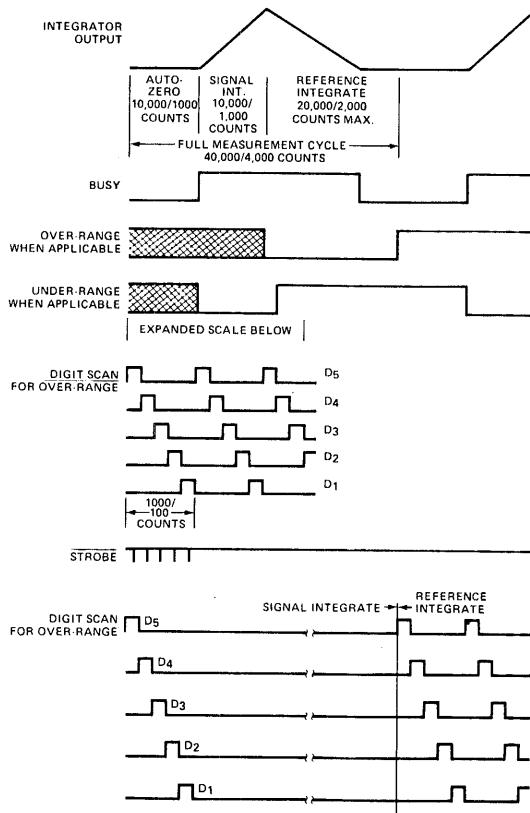 INTEGRATOR
OUTPUT
AUTO-
ZERO
10,000/1000
COUNTS
SIGNAL
INT.
10,000/
1,000
COUNTS
REFERENCE
INTEGRATE
20,000/2,000
COUNTS MAX.
FULL MEASUREMENT CYCLE
40,000/4,000 COUNTS
BUSY
OVER-RANGE
WHEN APPLICABLE
UNDER-RANGE
WHEN APPLICABLE
EXPANDED SCALE BELOW
DIGIT SCAN
FOR OVER-RANGE
D5
D4
D3
D2
D1
1000/
100
COUNTS
STROBE
SIGNAL INTEGRATE
REFERENCE
INTEGRATE
DIGIT SCAN
FOR OVER-RANGE
D5
D4
D3
D2
D1